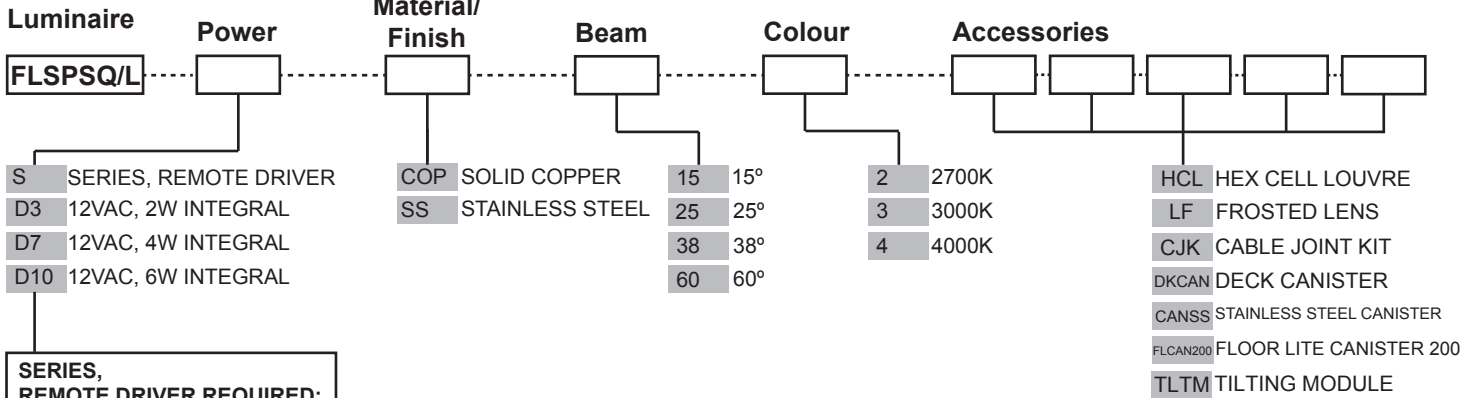 Luminaire
Power
Material/
Finish
Beam
Colour
Accessories
FLSPSQ/L
S SERIES, REMOTE DRIVER
D3 12VAC, 2W INTEGRAL
D7 12VAC, 4W INTEGRAL
D10 12VAC, 6W INTEGRAL
COP SOLID COPPER
SS STAINLESS STEEL
15 15º
25 25º
38 38º
60 60º
2 2700K
3 3000K
4 4000K
HCL HEX CELL LOUVRE
LF FROSTED LENS
CJK CABLE JOINT KIT
DKCAN DECK CANISTER
CANSS STAINLESS STEEL CANISTER
FLCAN200 FLOOR LITE CANISTER 200
TLTM TILTING MODULE
SERIES,
REMOTE DRIVER REQUIRED: